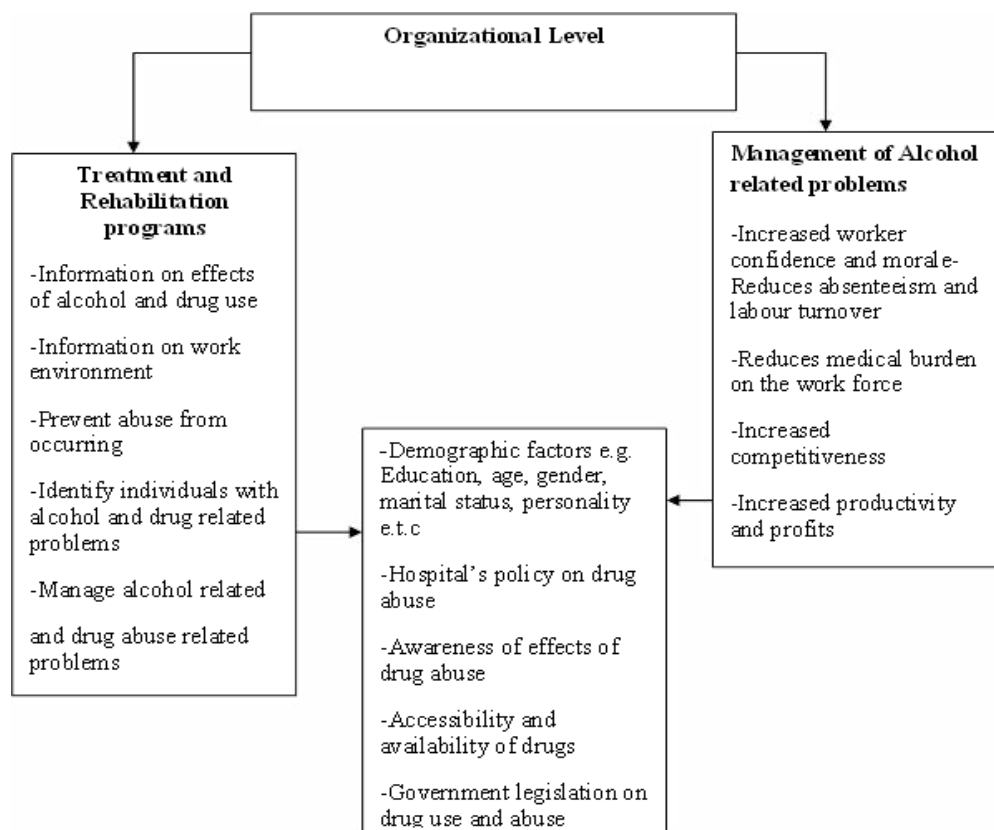 Organizational Level
Treatment and
Rehabilitation
programs
-Information on effects
of alcohol and drug use
-Information on work
environment
-Prevent abuse from
occurring
-Identify individuals with
alcohol and drug related
problems
-Manage alcohol related
and drug abuse related
problems
Management of Alcohol
related problems
-Increased worker
confidence and morale-
Reduces absenteeism and
labour turnover
-Reduces medical burden
on the work force
-Increased
competitiveness
-Increased productivity
and profits
-Demographic factors e.g.
Education, age, gender,
marital status, personality
e.t.c
-Hospital’s policy on drug
abuse
-Awareness of effects of
drug abuse
-Accessibility and
availability of drugs
-Government legislation on
drug use and abuse